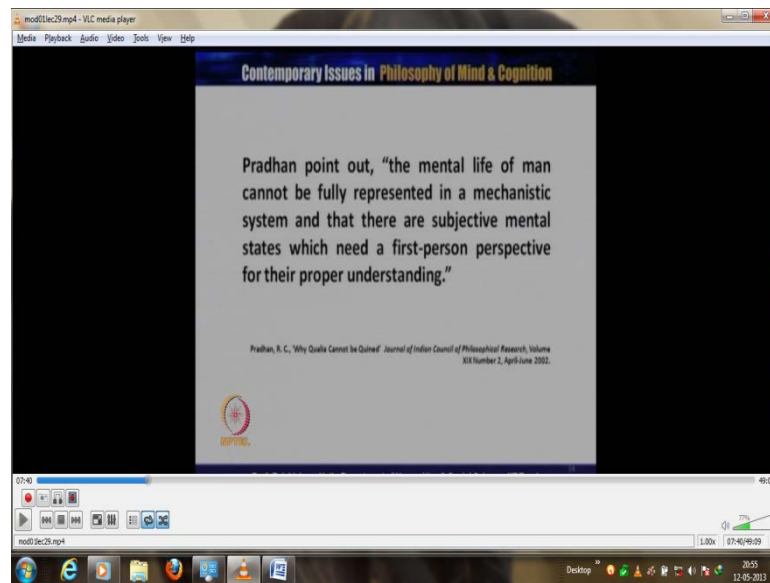 mod01lec29.mp4 - VLC media player
Media Playback Audio Video Tools View Help
Contemporary Issues in Philosophy of Mind & Cognition
Pradhan point out, “the mental life of man
cannot be fully represented in a mechanistic
system and that there are subjective mental
states which need a first-person perspective
for their proper understanding.”
Pradhan, R. C., 'Why Qualia Cannot be Quined' Journal of Indian Council of Philosophical Research, Volume
XIX Number 2, April-June 2002.
NPTEL
07:40
77%
mod01lec29.mp4 1.00x 07:40/49:09
Desktop 20:55
12-05-2013